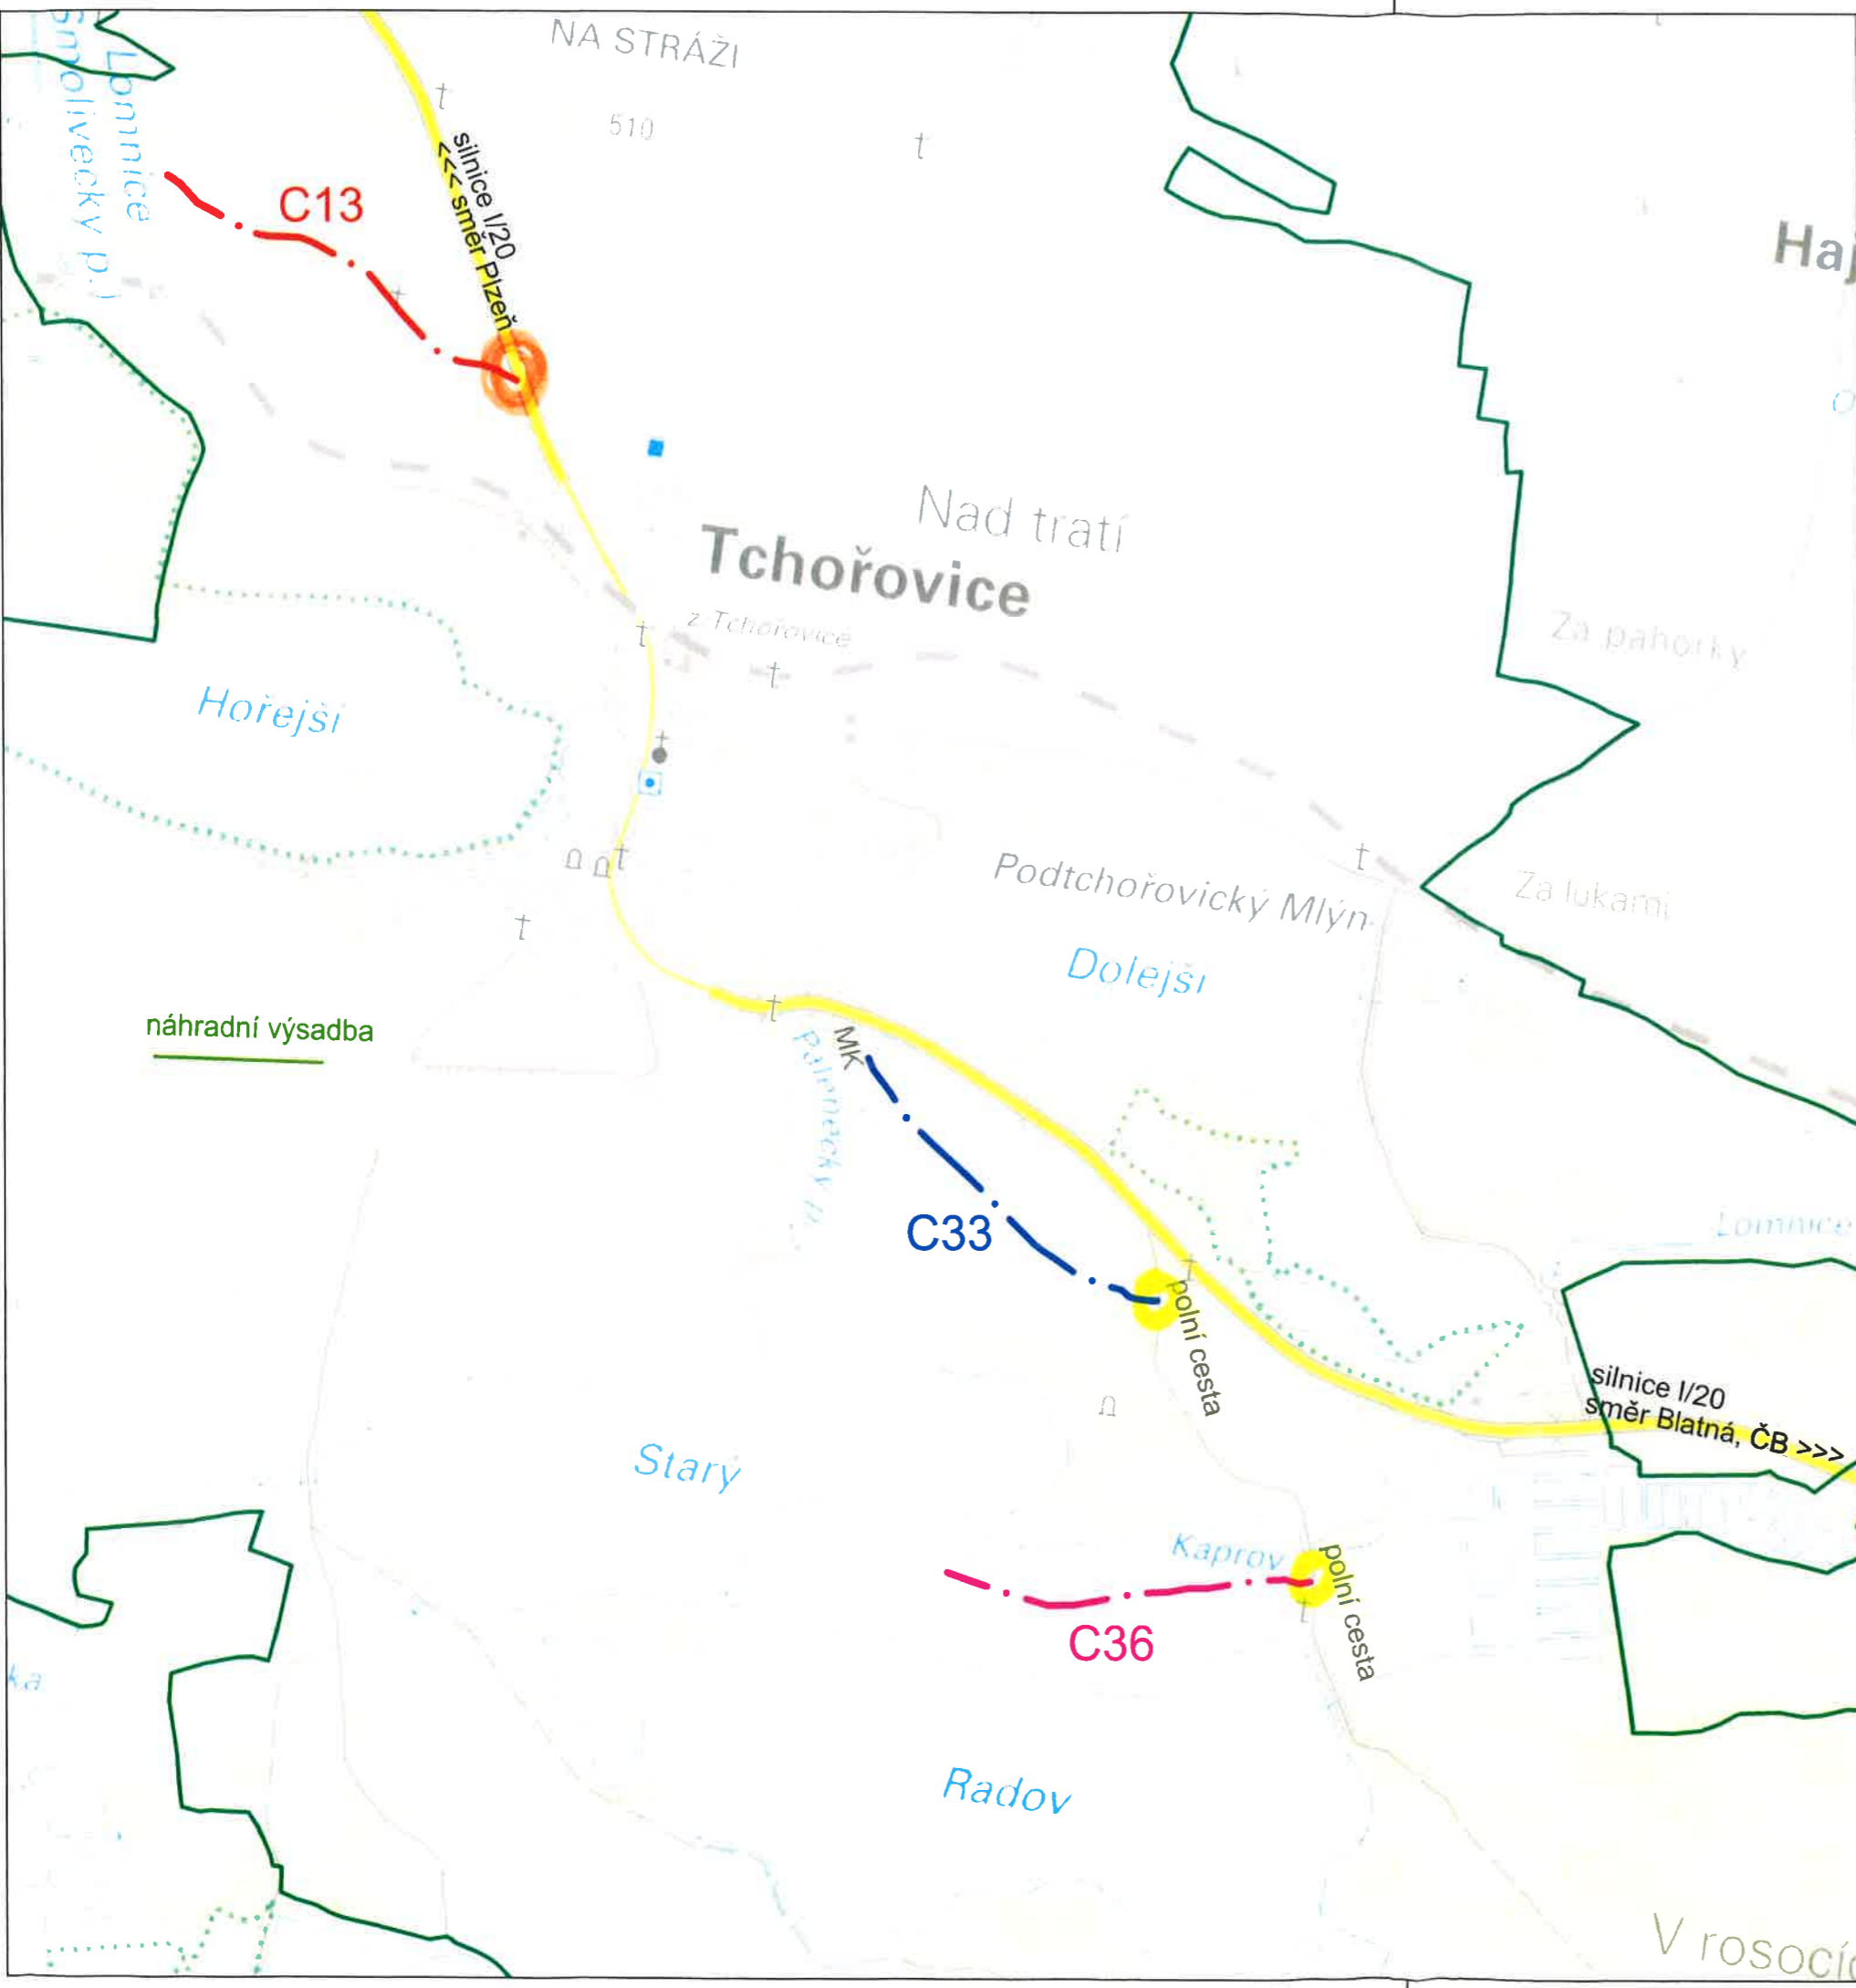 NA STRÁŽI
510
Lomnice
Smolivecký p.)
silnice I/20
<<< směr Plzeň
C13
Haj
Nad tratí
Tchořovice
z. Tchořovice
Za pahorky
Hořejší
Podtchořovický Mlýn
Za lukami
Dolejší
náhradní výsadba
MK
C33
Lomnice
polní cesta
silnice I/20
směr Blatná, ČB >>>
Starý
Kaprov
polní cesta
C36
ka
Radov
V rosocí